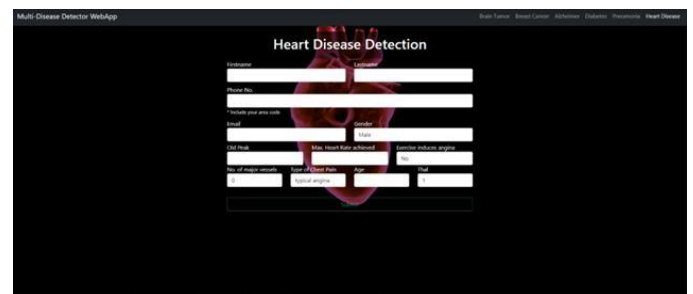 Multi-Disease Detector WebApp
Brain Tumor Breast Cancer Alzheimer Diabetes Pneumonia Heart Disease
Heart Disease Detection
Firstname Lastname
Phone No.
* Include your area code
Email Gender
Male
Old Peak Max. Heart Rate achieved Exercise induces angina
No
No. of major vessels Type of Chest Pain Age Thal
0 typical angina 1
Submit